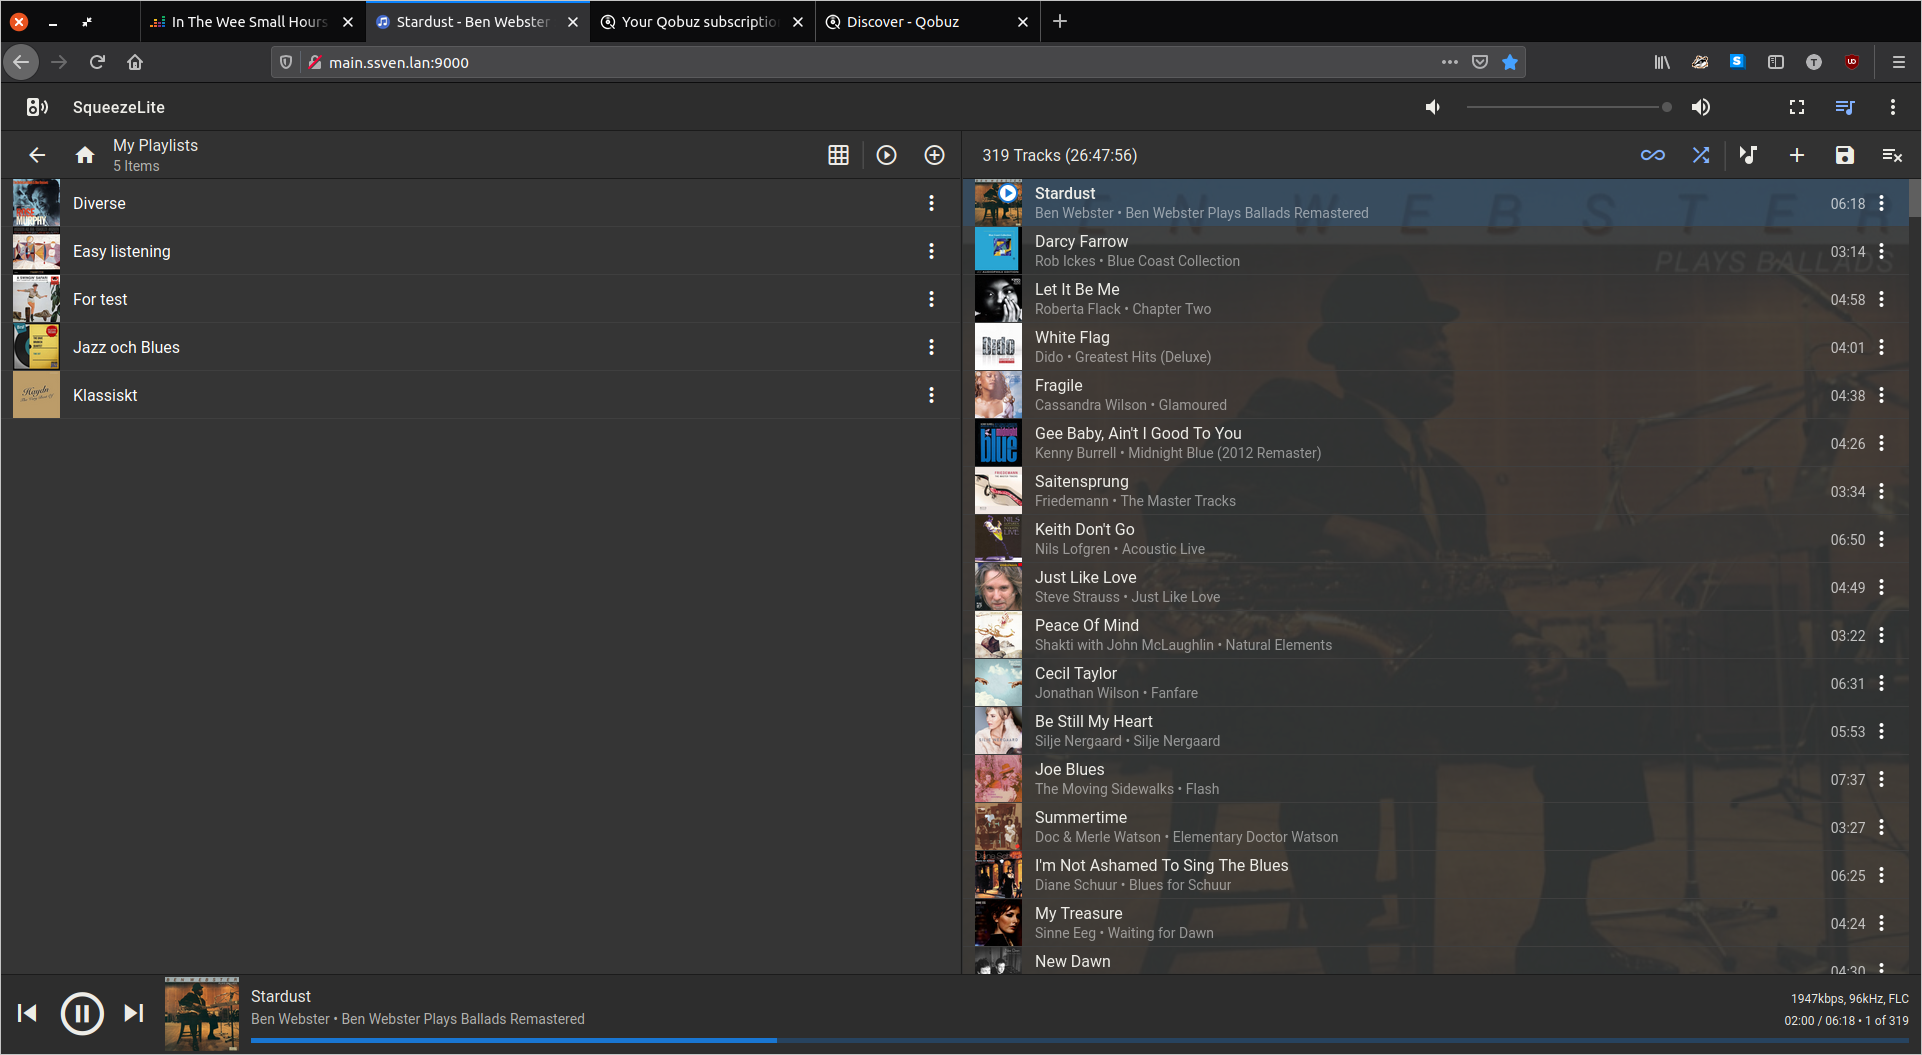 In The Wee Small Hours
Stardust - Ben Webster
Your Qobuz subscriptio
Discover - Qobuz
main.ssven.lan:9000
SqueezeLite
My Playlists
5 Items
Diverse
Easy listening
For test
Jazz och Blues
Klassiskt
319 Tracks (26:47:56)
Stardust
Ben Webster • Ben Webster Plays Ballads Remastered
06:18
E N W E B S T E R
PLAYS BALLADS
Darcy Farrow
Rob Ickes • Blue Coast Collection
03:14
Let It Be Me
Roberta Flack • Chapter Two
04:58
White Flag
Dido • Greatest Hits (Deluxe)
04:01
Fragile
Cassandra Wilson • Glamoured
04:38
Gee Baby, Ain't I Good To You
Kenny Burrell • Midnight Blue (2012 Remaster)
04:26
Saitensprung
Friedemann • The Master Tracks
03:34
Keith Don't Go
Nils Lofgren • Acoustic Live
06:50
Just Like Love
Steve Strauss • Just Like Love
04:49
Peace Of Mind
Shakti with John McLaughlin • Natural Elements
03:22
Cecil Taylor
Jonathan Wilson • Fanfare
06:31
Be Still My Heart
Silje Nergaard • Silje Nergaard
05:53
Joe Blues
The Moving Sidewalks • Flash
07:37
Summertime
Doc & Merle Watson • Elementary Doctor Watson
03:27
I'm Not Ashamed To Sing The Blues
Diane Schuur • Blues for Schuur
06:25
My Treasure
Sinne Eeg • Waiting for Dawn
04:24
New Dawn
04:30
Stardust
Ben Webster • Ben Webster Plays Ballads Remastered
1947kbps, 96kHz, FLC
02:00 / 06:18 • 1 of 319